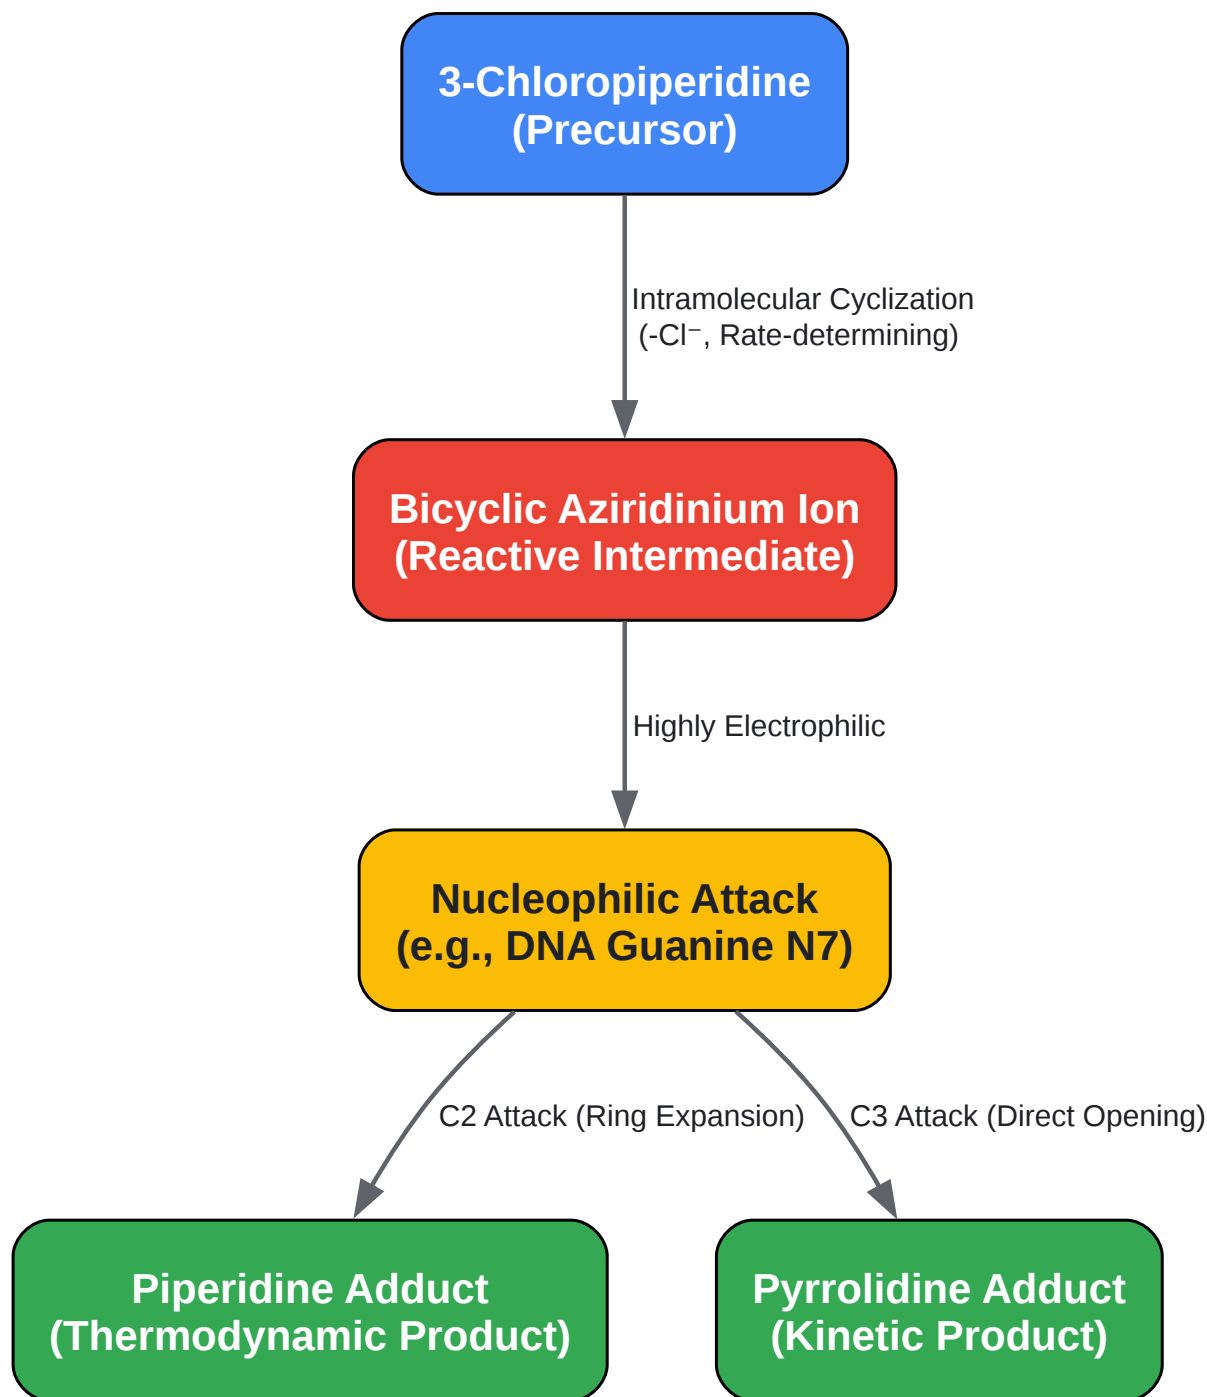 3-Chloropiperidine
(Precursor)
Intramolecular Cyclization
(-Cl⁻, Rate-determining)
Bicyclic Aziridinium Ion
(Reactive Intermediate)
Highly Electrophilic
Nucleophilic Attack
(e.g., DNA Guanine N7)
C2 Attack (Ring Expansion)
C3 Attack (Direct Opening)
Piperidine Adduct
(Thermodynamic Product)
Pyrrolidine Adduct
(Kinetic Product)